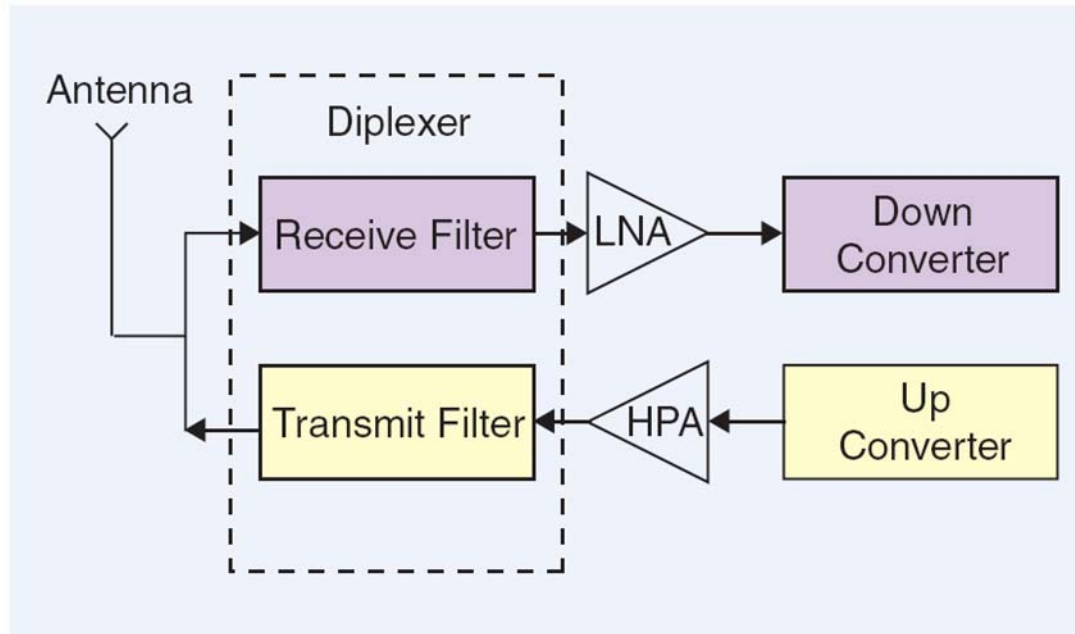 Antenna
Diplexer
Receive Filter
LNA
Down
Converter
Transmit Filter
HPA
Up
Converter